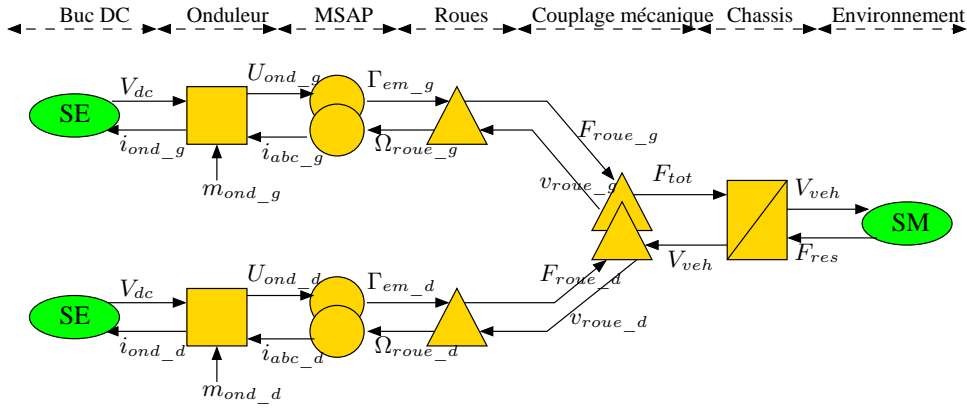 Buc DC Onduleur MSAP Roues Couplage mécanique Chassis Environnement
V_dc U_ond_g Γ_em_g
SE
i_ond_g i_abc_g Ω_roue_g F_roue_g
m_ond_g v_roue_g F_tot V_veh
SM
V_dc U_ond_d Γ_em_d F_roue_d V_veh F_res
SE
i_ond_d i_abc_d Ω_roue_d v_roue_d
m_ond_d